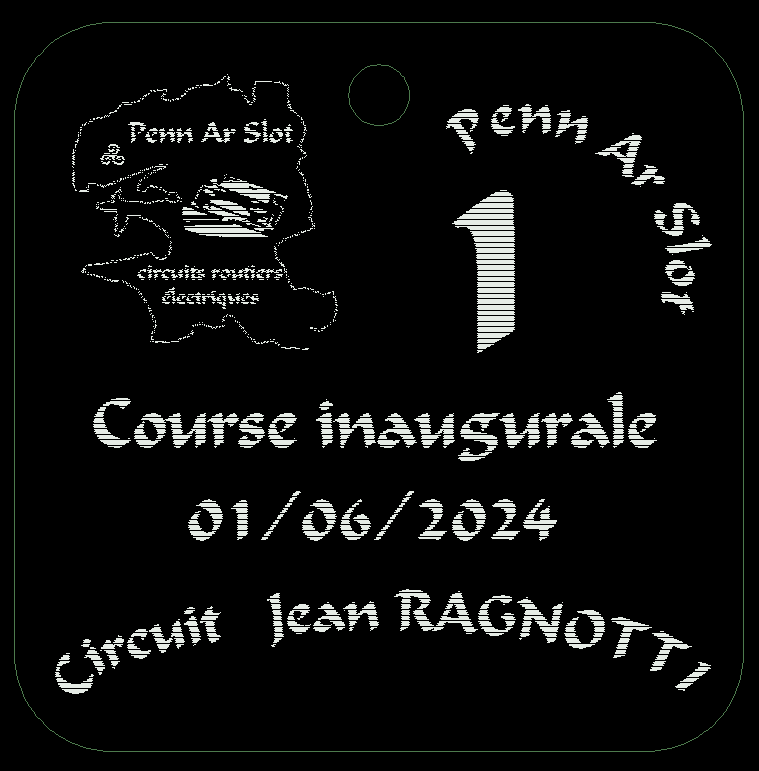 Penn Ar Slot
circuits routiers
électriques
Penn Ar Slot
1
Course inaugurale
01/06/2024
Circuit Jean RAGNOTTI